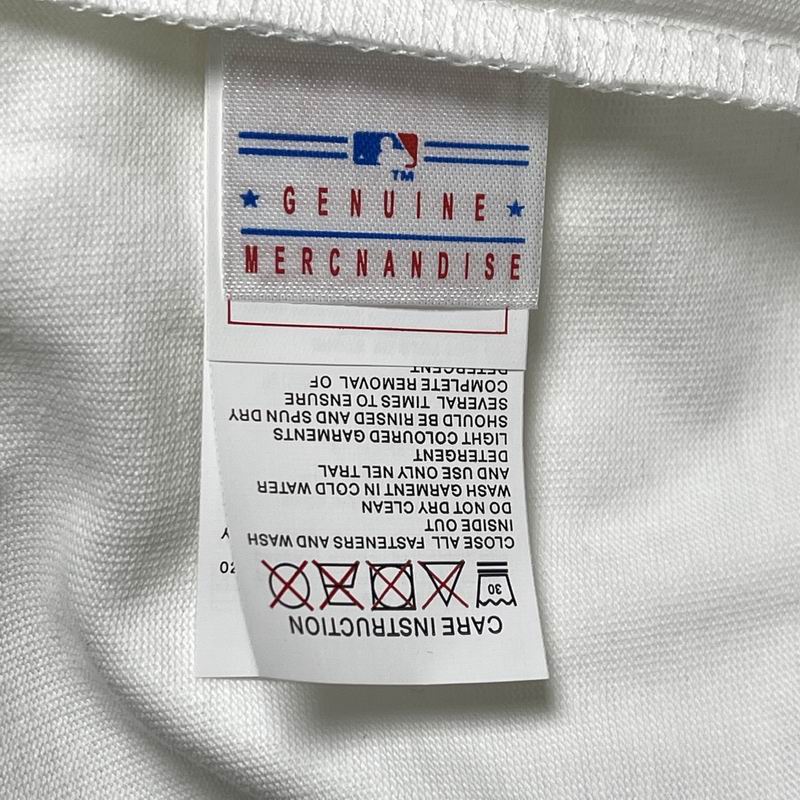 TM
GENUINE
MERCNANDISE
CARE INSTRUCTION
30
CLOSE ALL FASTENERS AND WASH
INSIDE OUT
DO NOT DRY CLEAN
WASH GARMENT IN COLD WATER
AND USE ONLY NELTRAL
DETERGENT
LIGHT COLOURED GARMENTS
SHOULD BE RINSED AND SPUN DRY
SEVERAL TIMES TO ENSURE
COMPLETE REMOVAL OF
DETERGENT